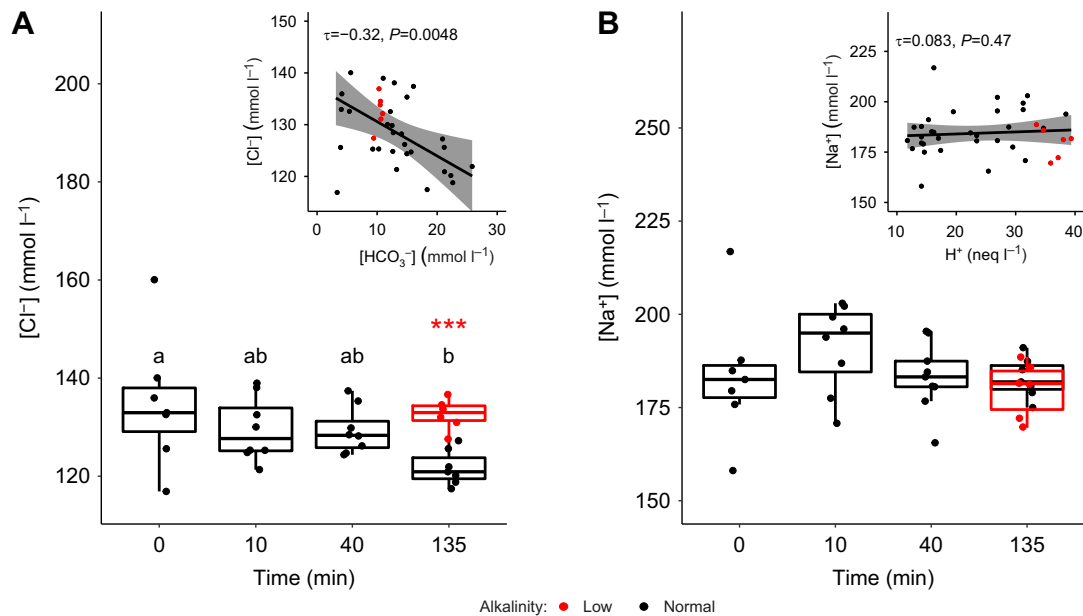 A
[Cl⁻] (mmol l⁻¹)
200
180
160
140
120
a
ab
ab
***
b
0
10
40
135
Time (min)
τ=−0.32, P=0.0048
[Cl⁻] (mmol l⁻¹)
150
140
130
120
0
10
20
30
[HCO₃⁻] (mmol l⁻¹)
B
[Na⁺] (mmol l⁻¹)
250
225
200
175
150
0
10
40
135
Time (min)
τ=0.083, P=0.47
[Na⁺] (mmol l⁻¹)
225
200
175
150
10
20
30
40
H⁺ (neq l⁻¹)
Alkalinity: Low Normal